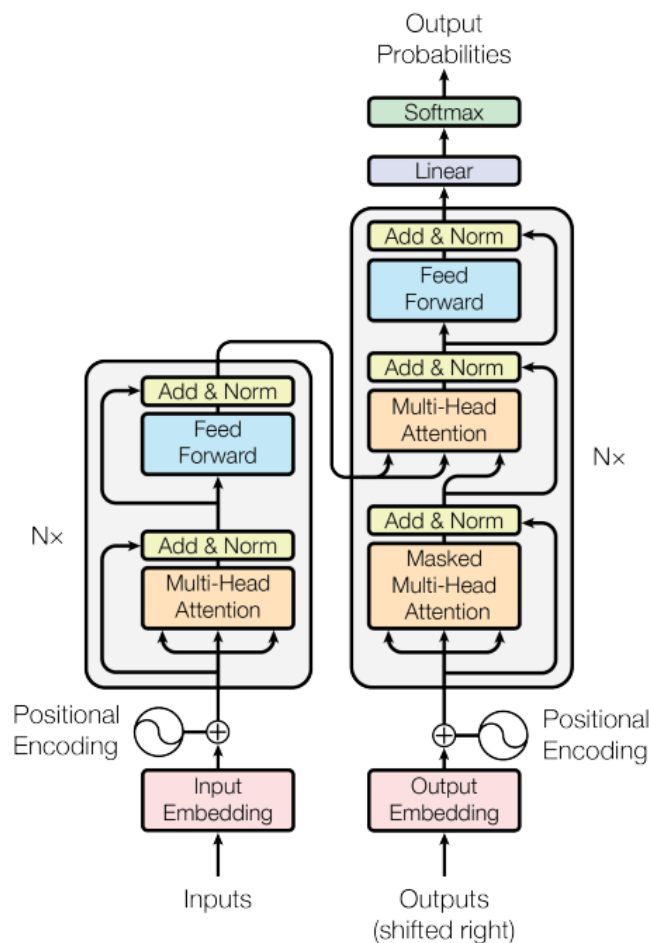 Output
Probabilities
Softmax
Linear
Add & Norm
Feed
Forward
Add & Norm
Multi-Head
Attention
Add & Norm
Masked
Multi-Head
Attention
N×
Positional
Encoding
Output
Embedding
Outputs
(shifted right)
Add & Norm
Feed
Forward
Add & Norm
Multi-Head
Attention
N×
Positional
Encoding
Input
Embedding
Inputs